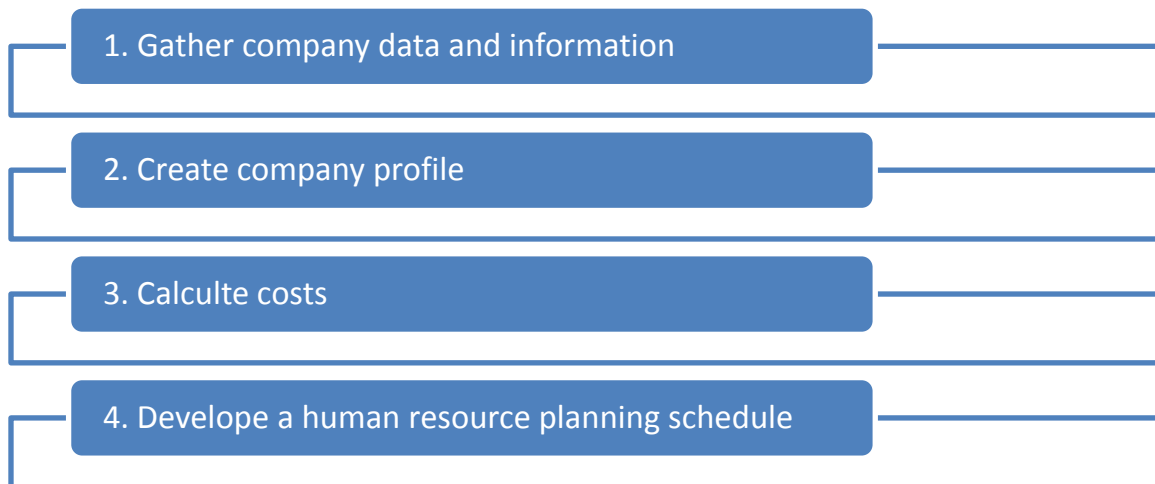 1. Gather company data and information
2. Create company profile
3. Calculte costs
4. Develope a human resource planning schedule